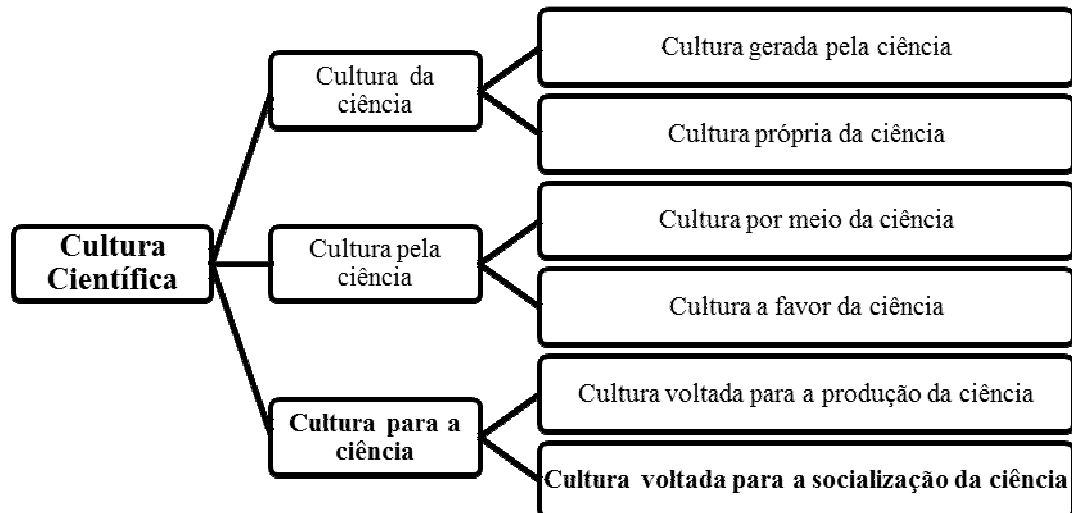 Cultura
Científica
Cultura da
ciência
Cultura gerada pela ciência
Cultura própria da ciência
Cultura pela
ciência
Cultura por meio da ciência
Cultura a favor da ciência
Cultura para a
ciência
Cultura voltada para a produção da ciência
Cultura voltada para a socialização da ciência